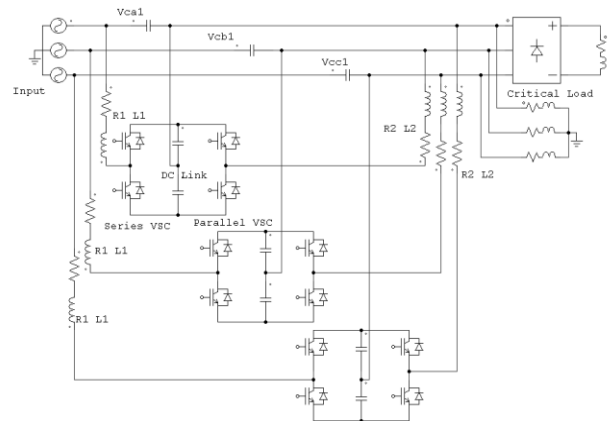 Vca1
Vcb1
Vcc1
Input
Critical Load
R1 L1
R2 L2
DC Link
R2 L2
Series VSC
Parallel VSC
R1 L1
R1 L1